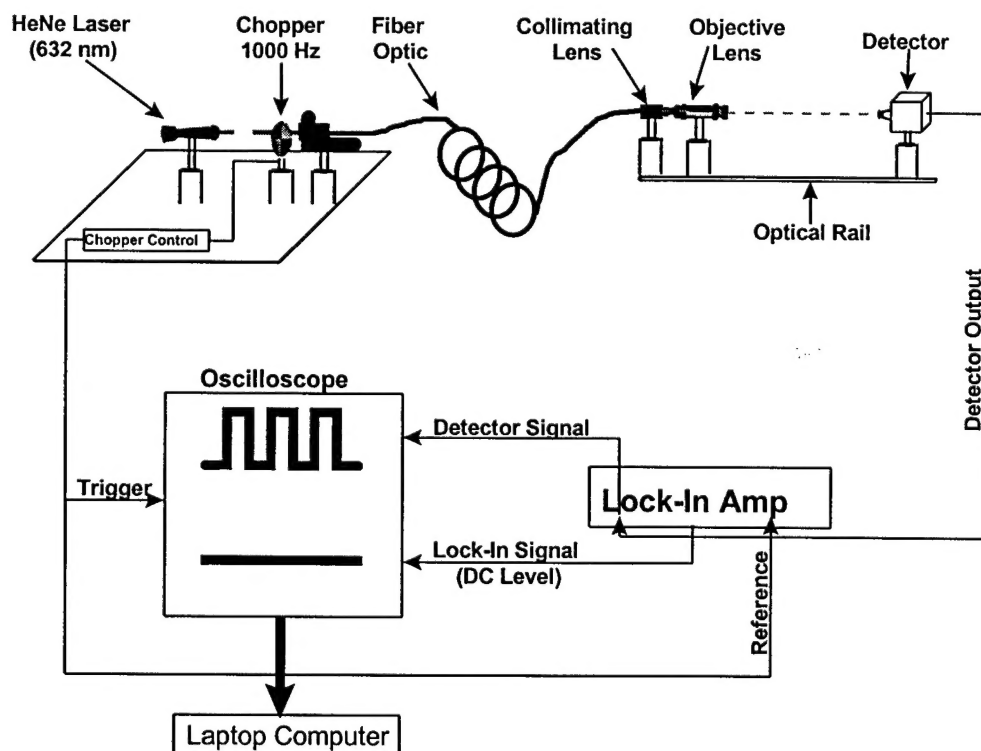 HeNe Laser
(632 nm)
Chopper
1000 Hz
Fiber
Optic
Collimating
Lens
Objective
Lens
Detector
Chopper Control
Optical Rail
Detector Output
Oscilloscope
Detector Signal
Trigger
Lock-In Amp
Lock-In Signal
(DC Level)
Reference
Laptop Computer